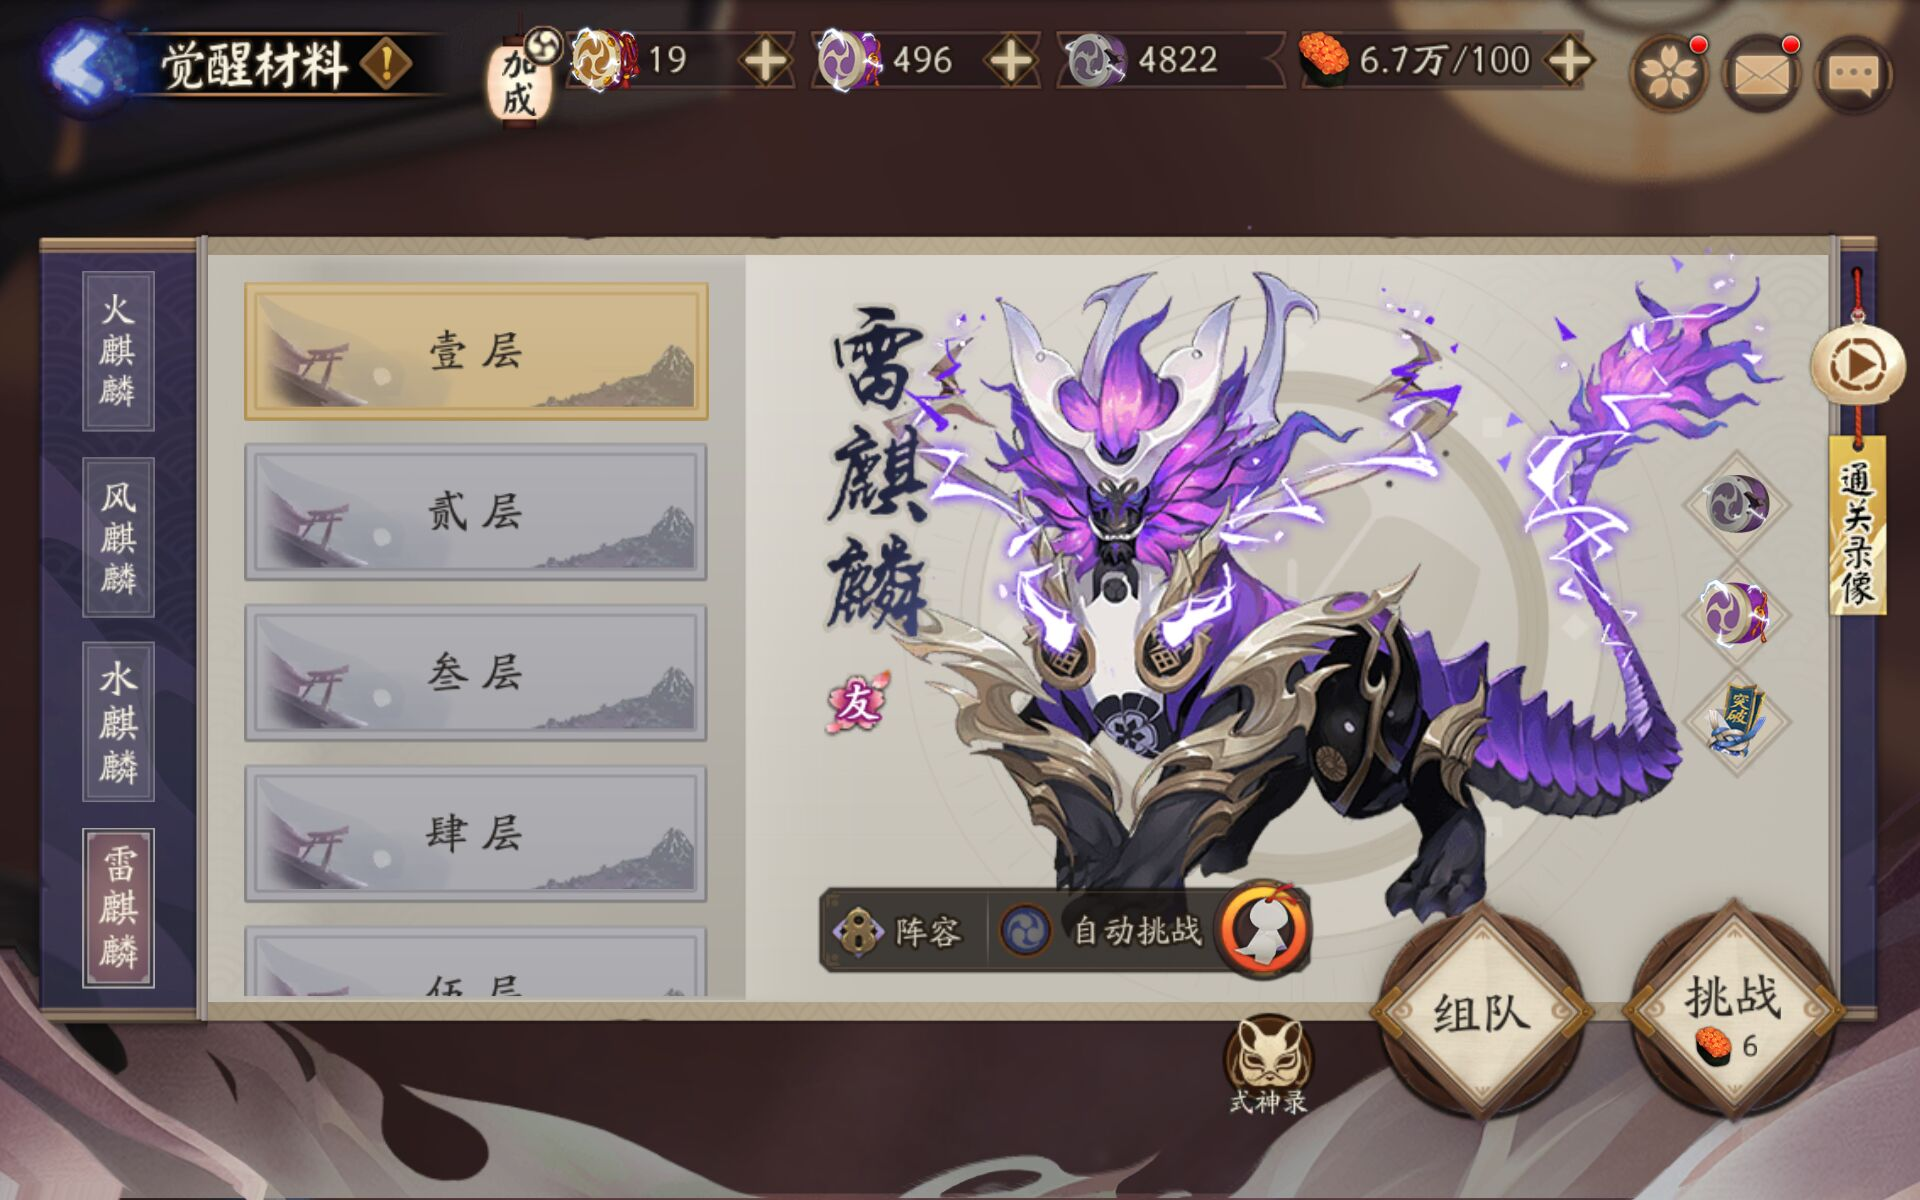 觉醒材料
加成
19
496
4822
6.7万/100
火麒麟
风麒麟
水麒麟
雷麒麟
壹层
贰层
叁层
肆层
伍层
雷麒麟
友
突破
通关录像
阵容
自动挑战
式神录
组队
挑战
6